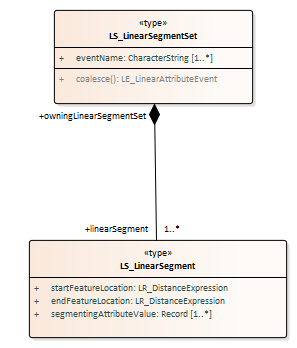 «type»
LS_LinearSegmentSet
+ eventName: CharacterString [1..*]
+ coalesce(): LE_LinearAttributeEvent
+owningLinearSegmentSet
+linearSegment 1..*
«type»
LS_LinearSegment
+ startFeatureLocation: LR_DistanceExpression
+ endFeatureLocation: LR_DistanceExpression
+ segmentingAttributeValue: Record [1..*]